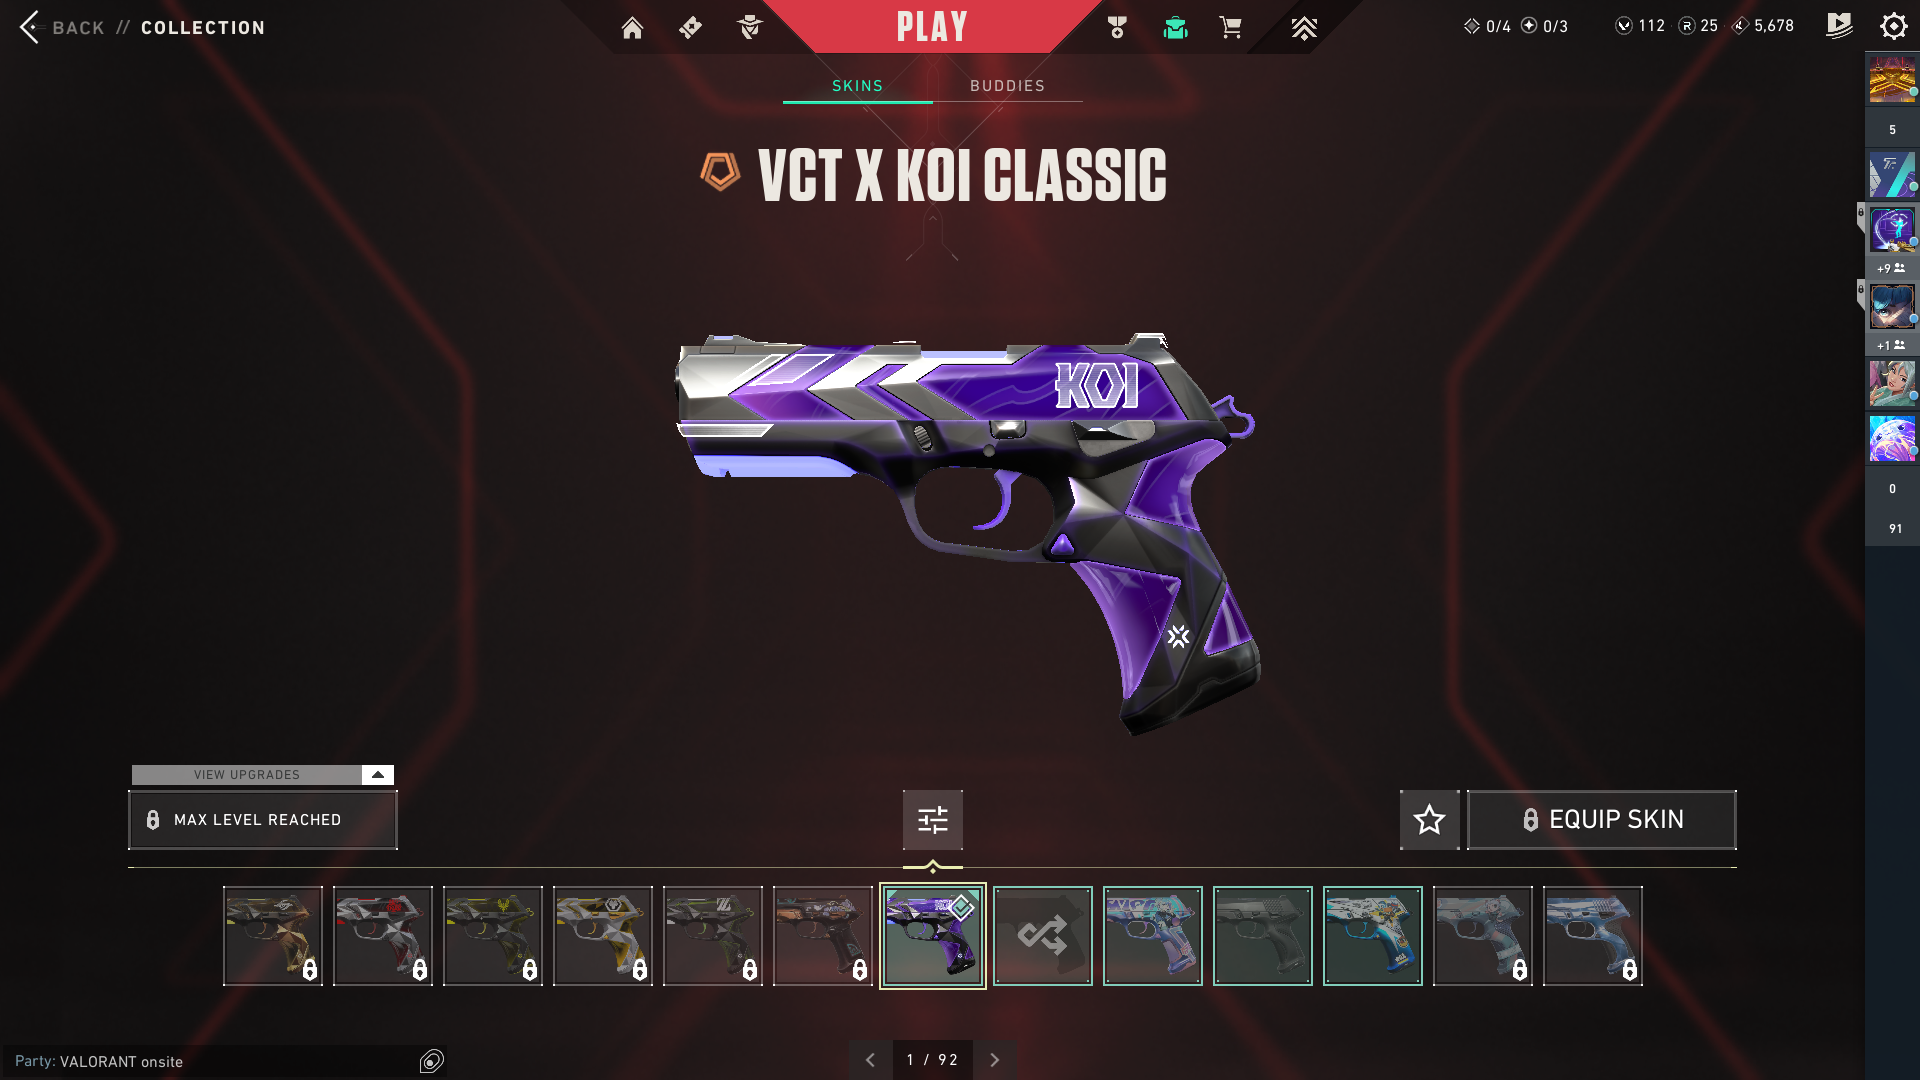 BACK // COLLECTION
PLAY
0/4 0/3
112 R 25 5,678
SKINS BUDDIES
VCT X KOI CLASSIC
KOI
5
+9
+1
0
91
VIEW UPGRADES
MAX LEVEL REACHED
EQUIP SKIN
Party: VALORANT onsite
1 / 92